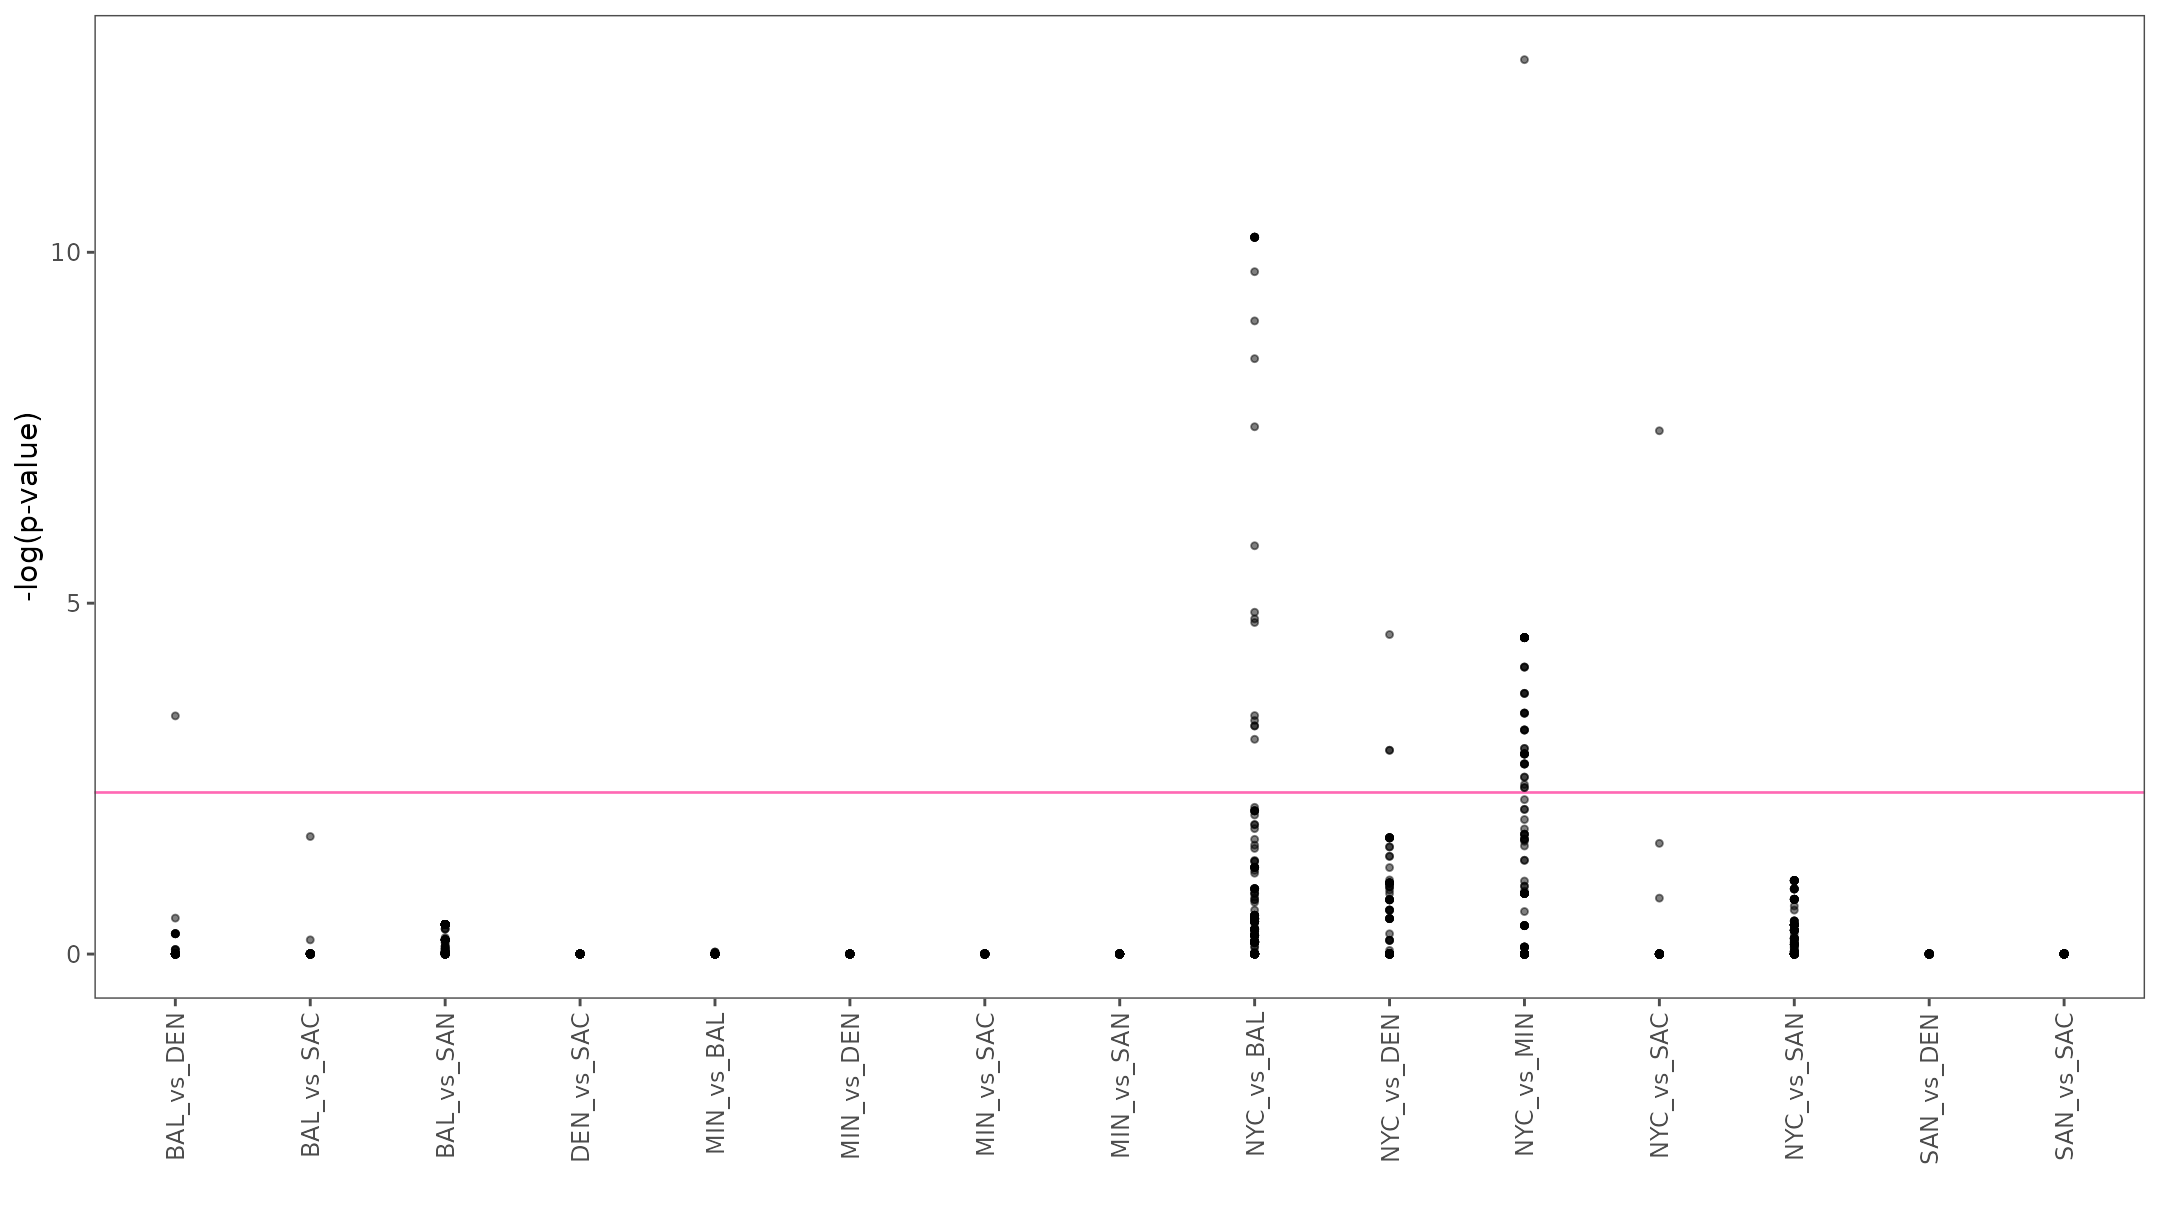 -log(p-value)
10
5
0
BAL_vs_DEN
BAL_vs_SAC
BAL_vs_SAN
DEN_vs_SAC
MIN_vs_BAL
MIN_vs_DEN
MIN_vs_SAC
MIN_vs_SAN
NYC_vs_BAL
NYC_vs_DEN
NYC_vs_MIN
NYC_vs_SAC
NYC_vs_SAN
SAN_vs_DEN
SAN_vs_SAC